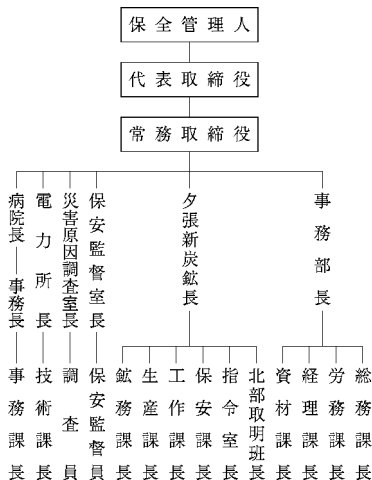 保全管理人
代表取締役
常務取締役
事務部長
夕張新炭鉱長
保安監督室長
災害原因調査室長
電力所長
病院長
事務長
総務課長
労務課長
経理課長
資材課長
北部取明班
指令室長
保安課長
工作課長
生産課長
鉱務課長
保安監督員
調査員
技術課長
事務課長